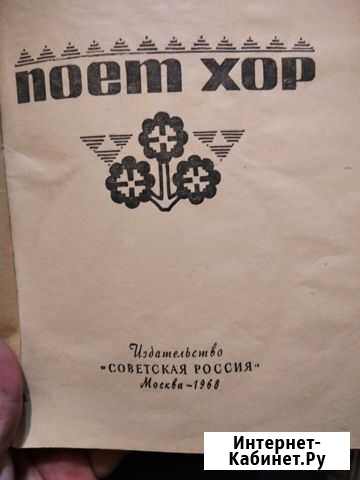 поет хор
Издательство
"СОВЕТСКАЯ РОССИЯ"
Москва – 1968
Интернет-
Кабинет.Ру